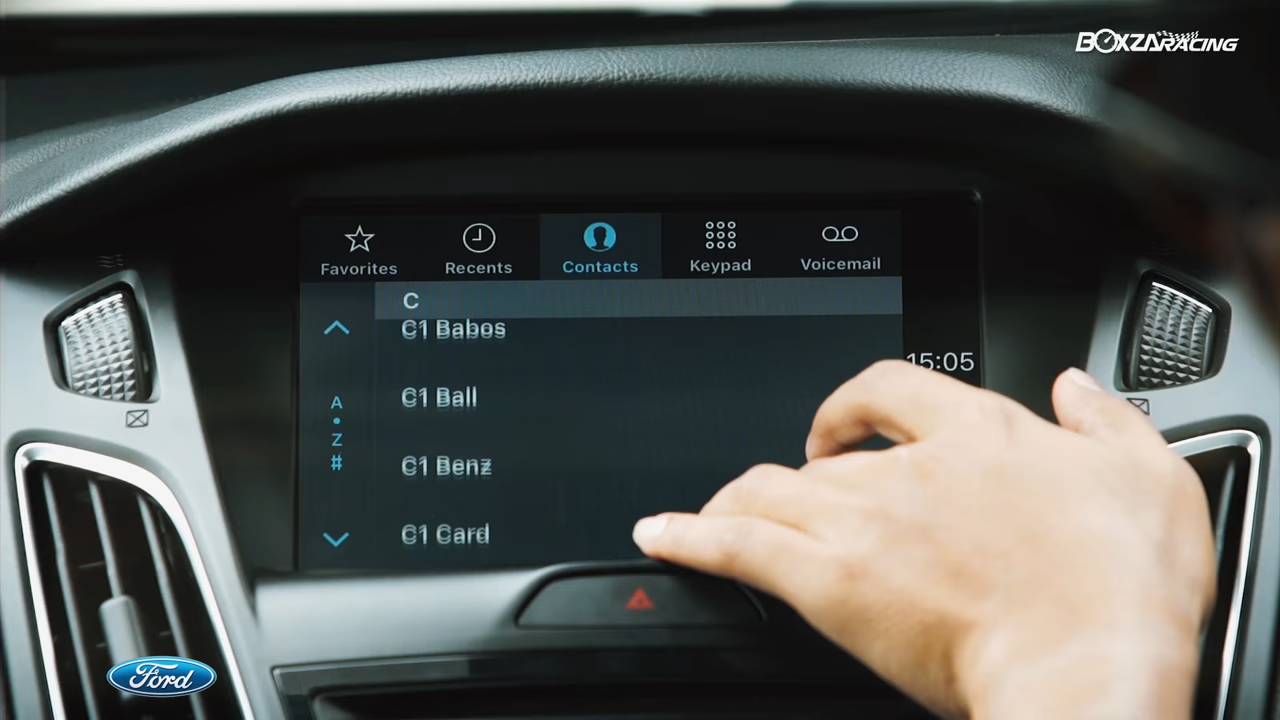 BOXZARACING
Favorites
Recents
Contacts
Keypad
Voicemail
C
C1 Babos
15:05
A
C1 Ball
Z
#
C1 Benz
C1 Card
Ford